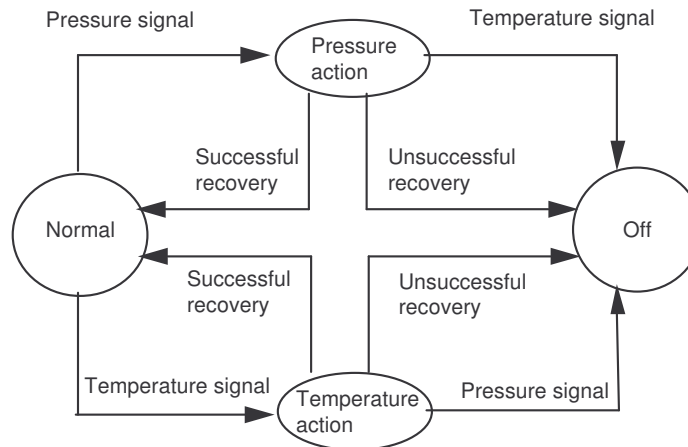 Pressure signal
Temperature signal
Pressure
action
Successful
recovery
Unsuccessful
recovery
Normal
Off
Successful
recovery
Unsuccessful
recovery
Temperature signal
Pressure signal
Temperature
action